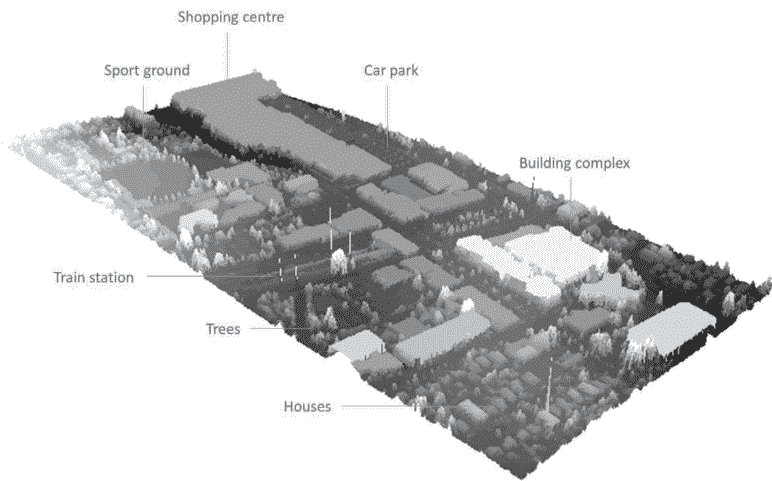 Shopping centre
Sport ground
Car park
Building complex
Train station
Trees
Houses